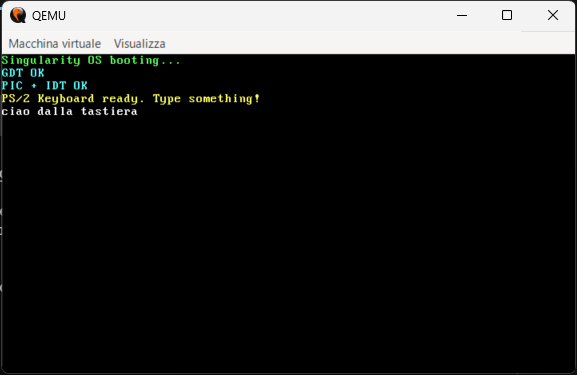 QEMU
Macchina virtuale Visualizza
Singularity OS booting...
GDT OK
PIC + IDT OK
PS/2 Keyboard ready. Type something!
ciao dalla tastiera